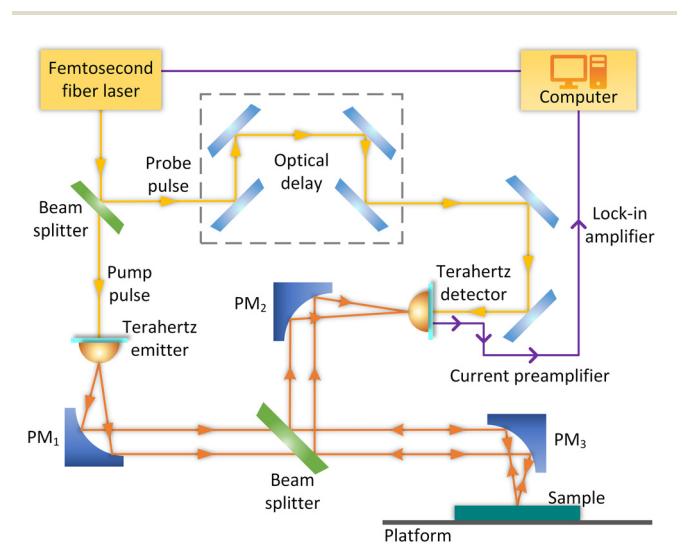 Femtosecond
fiber laser
Computer
Probe
pulse
Optical
delay
Beam
splitter
Lock-in
amplifier
Pump
pulse
Terahertz
detector
PM₂
Terahertz
emitter
Current preamplifier
PM₁
PM₃
Beam
splitter
Sample
Platform